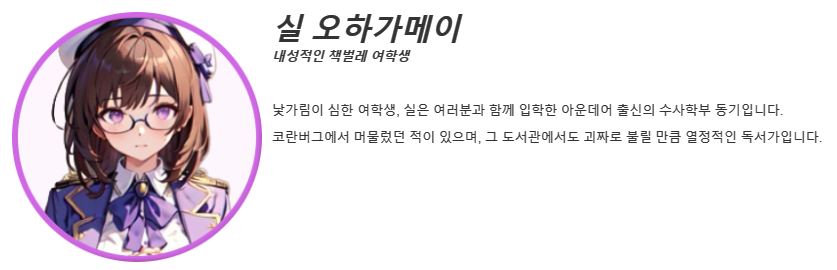 실 오하가메이
내성적인 책벌레 여학생
낯가림이 심한 여학생, 실은 여러분과 함께 입학한 아운데어 출신의 수사학부 동기입니다.
코란버그에서 머물렀던 적이 있으며, 그 도서관에서도 괴짜로 불릴 만큼 열정적인 독서가입니다.